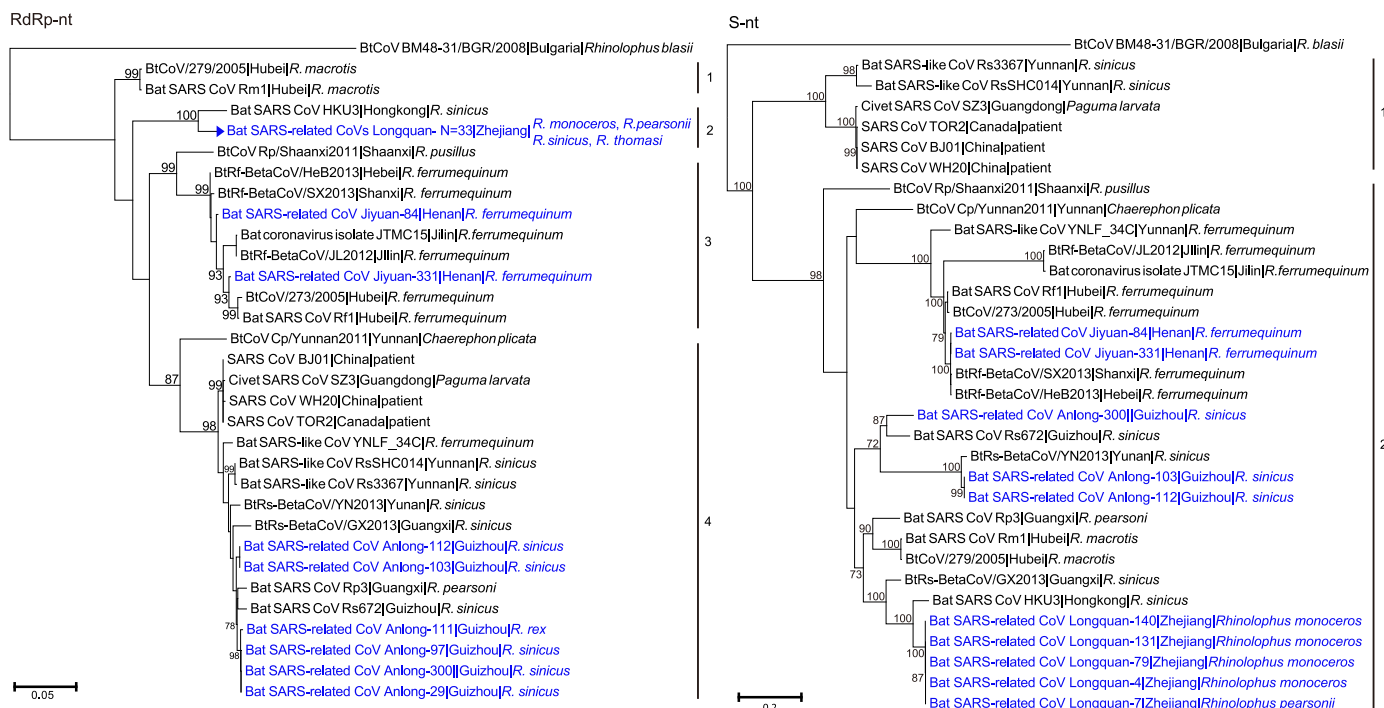 RdRp-nt
BtCoV BM48-31/BGR/2008|Bulgaria|Rhinolophus blasii
99
BtCoV/279/2005|Hubei|R. macrotis
Bat SARS CoV Rm1|Hubei|R. macrotis
1
Bat SARS CoV HKU3|Hongkong|R. sinicus
100
Bat SARS-related CoVs Longquan- N=33|Zhejiang|R. monoceros, R.pearsonii
R. sinicus, R. thomasi
2
BtCoV Rp/Shaanxi2011|Shaanxi|R. pusillus
99
BtRf-BetaCoV/HeB2013|Hebei|R. ferrumequinum
99
BtRf-BetaCoV/SX2013|Shanxi|R. ferrumequinum
Bat SARS-related CoV Jiyuan-84|Henan|R. ferrumequinum
Bat coronavirus isolate JTMC15|Jilin|R.ferrumequinum
3
BtRf-BetaCoV/JL2012|JIlin|R.ferrumequinum
93
Bat SARS-related CoV Jiyuan-331|Henan|R. ferrumequinum
93
BtCoV/273/2005|Hubei|R. ferrumequinum
99
Bat SARS CoV Rf1|Hubei|R. ferrumequinum
BtCoV Cp/Yunnan2011|Yunnan|Chaerephon plicata
SARS CoV BJ01|China|patient
87
99
Civet SARS CoV SZ3|Guangdong|Paguma larvata
SARS CoV WH20|China|patient
SARS CoV TOR2|Canada|patient
98
Bat SARS-like CoV YNLF_34C|R. ferrumequinum
Bat SARS-like CoV RsSHC014|Yunnan|R. sinicus
99
Bat SARS-like CoV Rs3367|Yunnan|R. sinicus
BtRs-BetaCoV/YN2013|Yunan|R. sinicus
4
BtRs-BetaCoV/GX2013|Guangxi|R. sinicus
Bat SARS-related CoV Anlong-112|Guizhou|R. sinicus
Bat SARS-related CoV Anlong-103|Guizhou|R. sinicus
Bat SARS CoV Rp3|Guangxi|R. pearsoni
Bat SARS CoV Rs672|Guizhou|R. sinicus
78
Bat SARS-related CoV Anlong-111|Guizhou|R. rex
98
Bat SARS-related CoV Anlong-97|Guizhou|R. sinicus
Bat SARS-related CoV Anlong-300||Guizhou|R. sinicus
Bat SARS-related CoV Anlong-29|Guizhou|R. sinicus
0.05
S-nt
BtCoV BM48-31/BGR/2008|Bulgaria|R. blasii
Bat SARS-like CoV Rs3367|Yunnan|R. sinicus
98
Bat SARS-like CoV RsSHC014|Yunnan|R. sinicus
100
Civet SARS CoV SZ3|Guangdong|Paguma larvata
1
100
SARS CoV TOR2|Canada|patient
SARS CoV BJ01|China|patient
99
SARS CoV WH20|China|patient
100
BtCoV Rp/Shaanxi2011|Shaanxi|R. pusillus
BtCoV Cp/Yunnan2011|Yunnan|Chaerephon plicata
Bat SARS-like CoV YNLF_34C|Yunnan|R. ferrumequinum
100
BtRf-BetaCoV/JL2012|JIlin|R.ferrumequinum
100
Bat coronavirus isolate JTMC15|Jilin|R.ferrumequinum
98
Bat SARS CoV Rf1|Hubei|R. ferrumequinum
100
BtCoV/273/2005|Hubei|R. ferrumequinum
79
Bat SARS-related CoV Jiyuan-84|Henan|R. ferrumequinum
Bat SARS-related CoV Jiyuan-331|Henan|R. ferrumequinum
100
BtRf-BetaCoV/SX2013|Shanxi|R. ferrumequinum
BtRf-BetaCoV/HeB2013|Hebei|R. ferrumequinum
87
Bat SARS-related CoV Anlong-300||Guizhou|R. sinicus
72
Bat SARS CoV Rs672|Guizhou|R. sinicus
2
BtRs-BetaCoV/YN2013|Yunan|R. sinicus
100
Bat SARS-related CoV Anlong-103|Guizhou|R. sinicus
99
Bat SARS-related CoV Anlong-112|Guizhou|R. sinicus
Bat SARS CoV Rp3|Guangxi|R. pearsoni
90
Bat SARS CoV Rm1|Hubei|R. macrotis
100
BtCoV/279/2005|Hubei|R. macrotis
73
BtRs-BetaCoV/GX2013|Guangxi|R. sinicus
100
Bat SARS CoV HKU3|Hongkong|R. sinicus
100
Bat SARS-related CoV Longquan-140|Zhejiang|Rhinolophus monoceros
Bat SARS-related CoV Longquan-131|Zhejiang|Rhinolophus monoceros
100
Bat SARS-related CoV Longquan-79|Zhejiang|Rhinolophus monoceros
87
Bat SARS-related CoV Longquan-4|Zhejiang|Rhinolophus monoceros
Bat SARS-related CoV Longquan-7|Zhejiang|Rhinolophus pearsonii
0.2